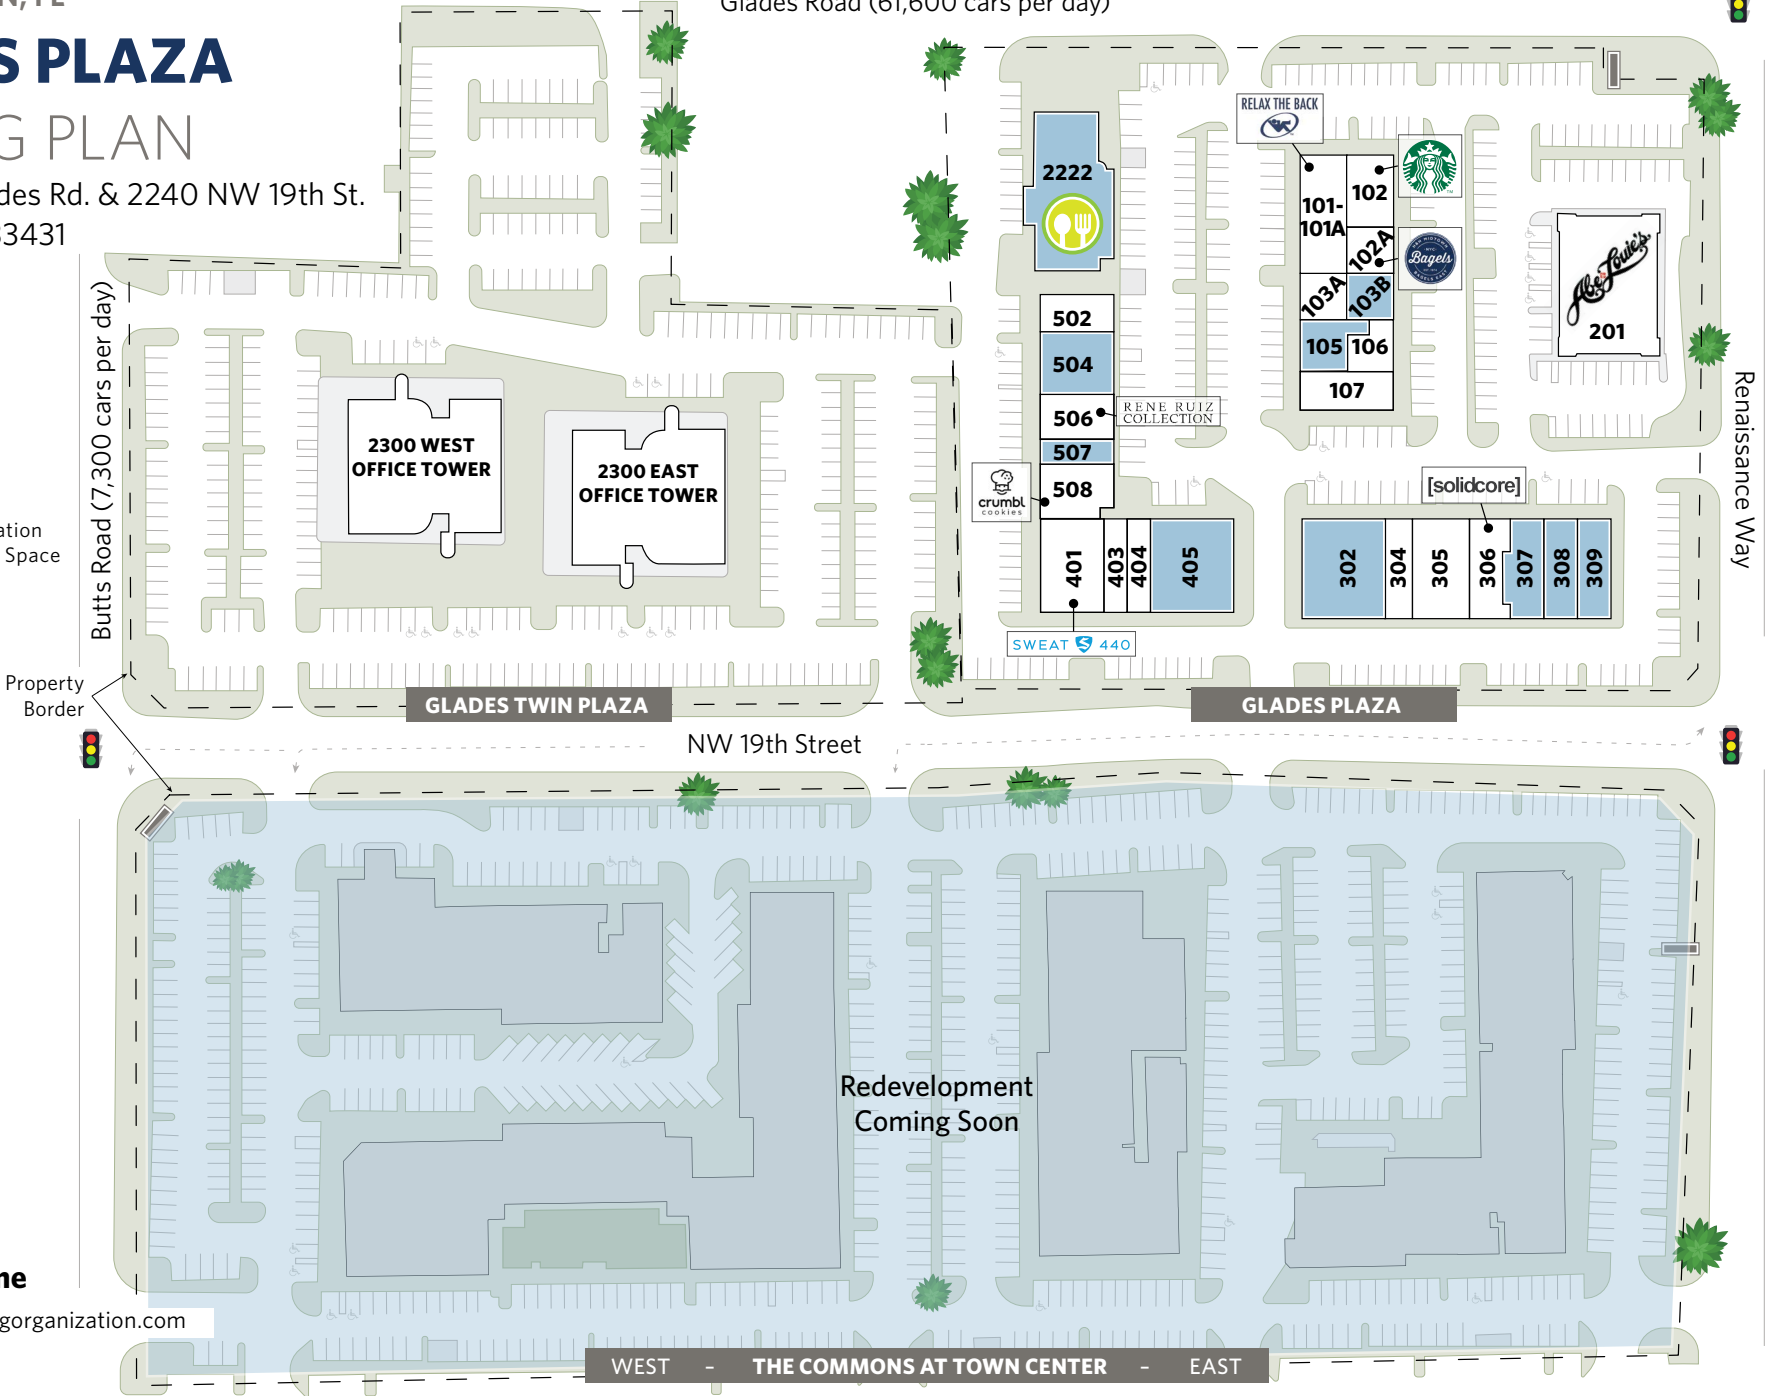 N, FL
Glades Road (61,600 cars per day)
S PLAZA
G PLAN
des Rd. & 2240 NW 19th St.
33431
RELAX THE BACK
2222
101-
101A
102
102A
Bagels
103A
103B
105
106
107
Abe & Louie's
201
502
504
506
RENE RUIZ
COLLECTION
507
508
crumbl
cookies
2300 WEST
OFFICE TOWER
2300 EAST
OFFICE TOWER
Butts Road (7,300 cars per day)
Renaissance Way
[solidcore]
401
403
404
405
302
304
305
306
307
308
309
SWEAT 440
ation
Space
Property
Border
GLADES TWIN PLAZA
GLADES PLAZA
NW 19th Street
Redevelopment
Coming Soon
ne
gorganization.com
WEST - THE COMMONS AT TOWN CENTER - EAST